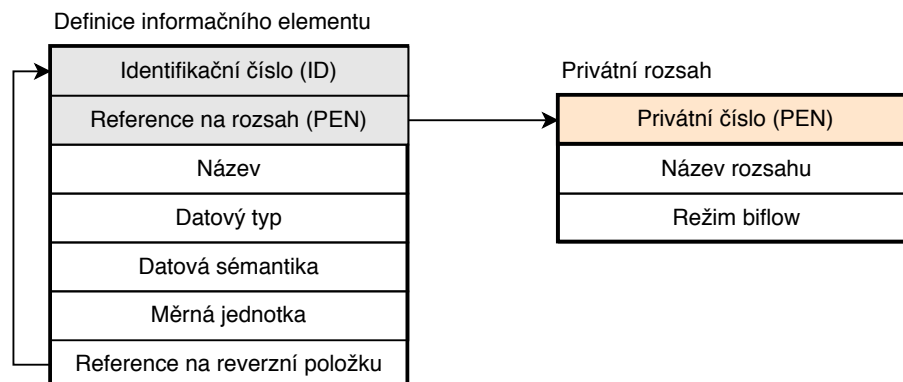 Definice informačního elementu
Identifikační číslo (ID)
Reference na rozsah (PEN)
Název
Datový typ
Datová sémantika
Měrná jednotka
Reference na reverzní položku
Privátní rozsah
Privátní číslo (PEN)
Název rozsahu
Režim biflow